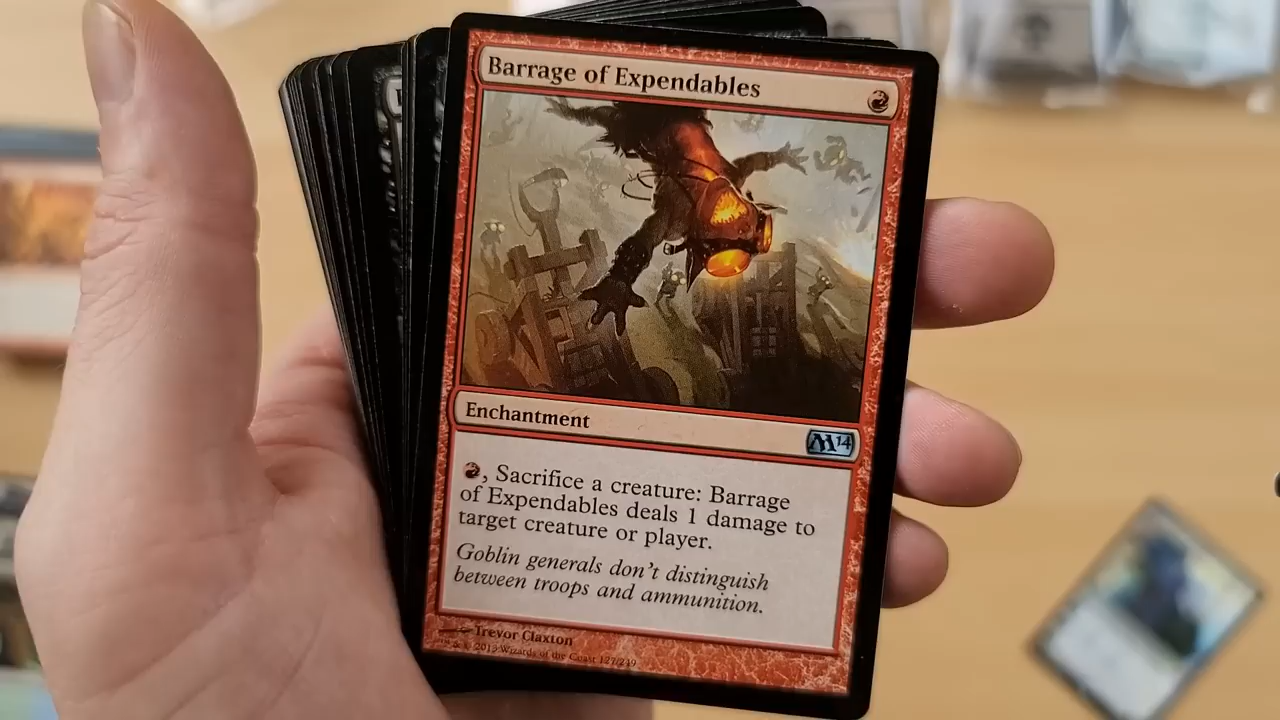 Barrage of Expendables
Enchantment
M14
, Sacrifice a creature: Barrage
of Expendables deals 1 damage to
target creature or player.
Goblin generals don't distinguish
between troops and ammunition.
Trevor Claxton
™ & © 2013 Wizards of the Coast 127/249